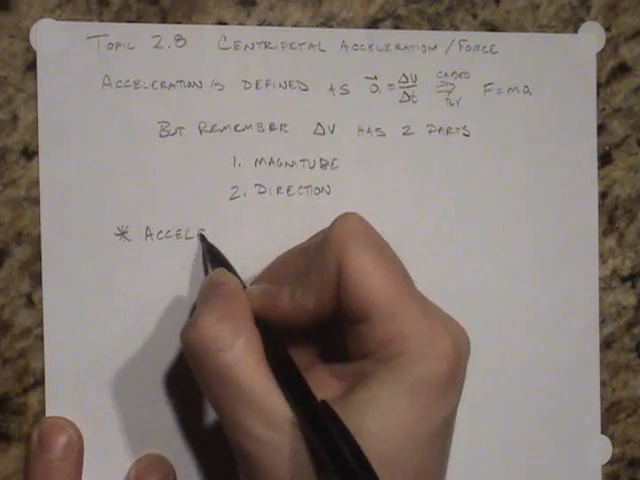 TOPIC 2.8 CENTRIPETAL ACCELERATION/FORCE
ACCELERATION IS DEFINED AS a⃗ = ΔV/Δt CAUSED BY F=ma
BUT REMEMBER ΔV HAS 2 PARTS
1. MAGNITUDE
2. DIRECTION
* ACCELE